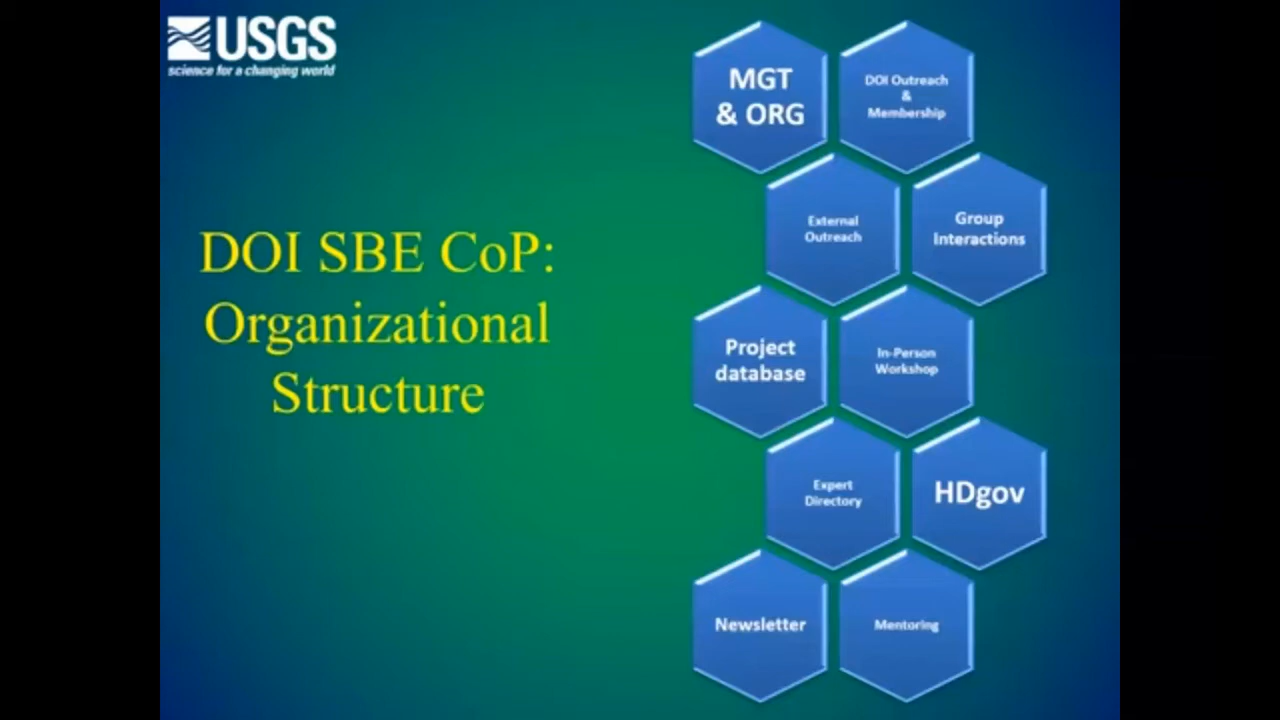 USGS
science for a changing world
DOI SBE CoP:
Organizational
Structure
MGT
& ORG
DOI Outreach
&
Membership
External
Outreach
Group
Interactions
Project
database
In-Person
Workshop
Expert
Directory
HDgov
Newsletter
Mentoring